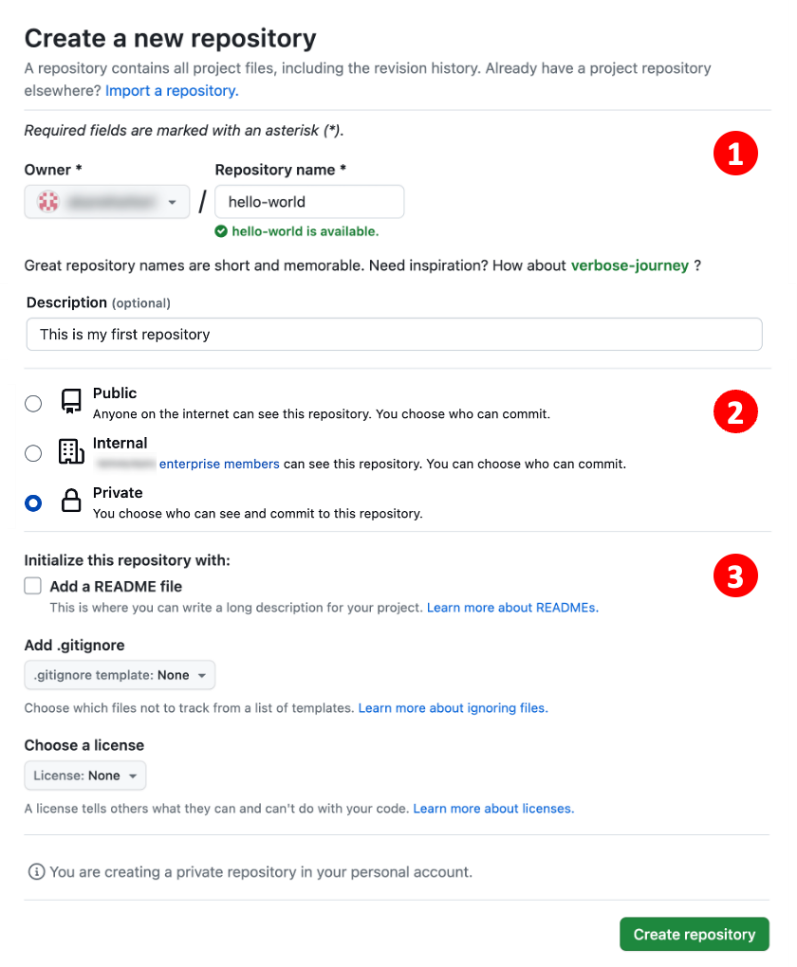 Create a new repository
A repository contains all project files, including the revision history. Already have a project repository
elsewhere? Import a repository.
Required fields are marked with an asterisk (*).
1
Owner *
Repository name *
/
hello-world
hello-world is available.
Great repository names are short and memorable. Need inspiration? How about verbose-journey ?
Description (optional)
This is my first repository
Public
Anyone on the internet can see this repository. You choose who can commit.
2
Internal
enterprise members can see this repository. You can choose who can commit.
Private
You choose who can see and commit to this repository.
Initialize this repository with:
3
Add a README file
This is where you can write a long description for your project. Learn more about READMEs.
Add .gitignore
.gitignore template: None
Choose which files not to track from a list of templates. Learn more about ignoring files.
Choose a license
License: None
A license tells others what they can and can't do with your code. Learn more about licenses.
You are creating a private repository in your personal account.
Create repository